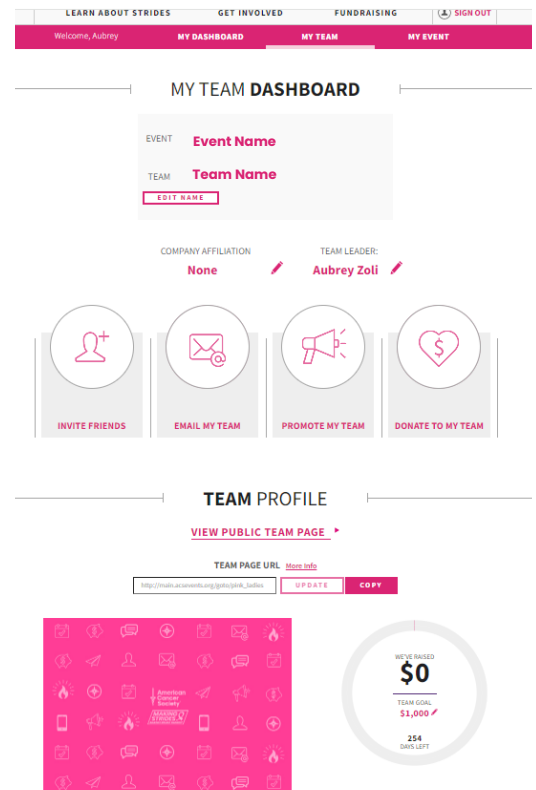 LEARN ABOUT STRIDES GET INVOLVED FUNDRAISING SIGN OUT
Welcome, Aubrey MY DASHBOARD MY TEAM MY EVENT
MY TEAM DASHBOARD
EVENT Event Name
TEAM Team Name
EDIT NAME
COMPANY AFFILIATION TEAM LEADER:
None Aubrey Zoli
INVITE FRIENDS EMAIL MY TEAM PROMOTE MY TEAM DONATE TO MY TEAM
TEAM PROFILE
VIEW PUBLIC TEAM PAGE
TEAM PAGE URL More Info
http://main.acsevents.org/goto/pink_ladies UPDATE COPY
American
Cancer
Society
MAKING
STRIDES
WE'VE RAISED
$0
TEAM GOAL
$1,000
254
DAYS LEFT